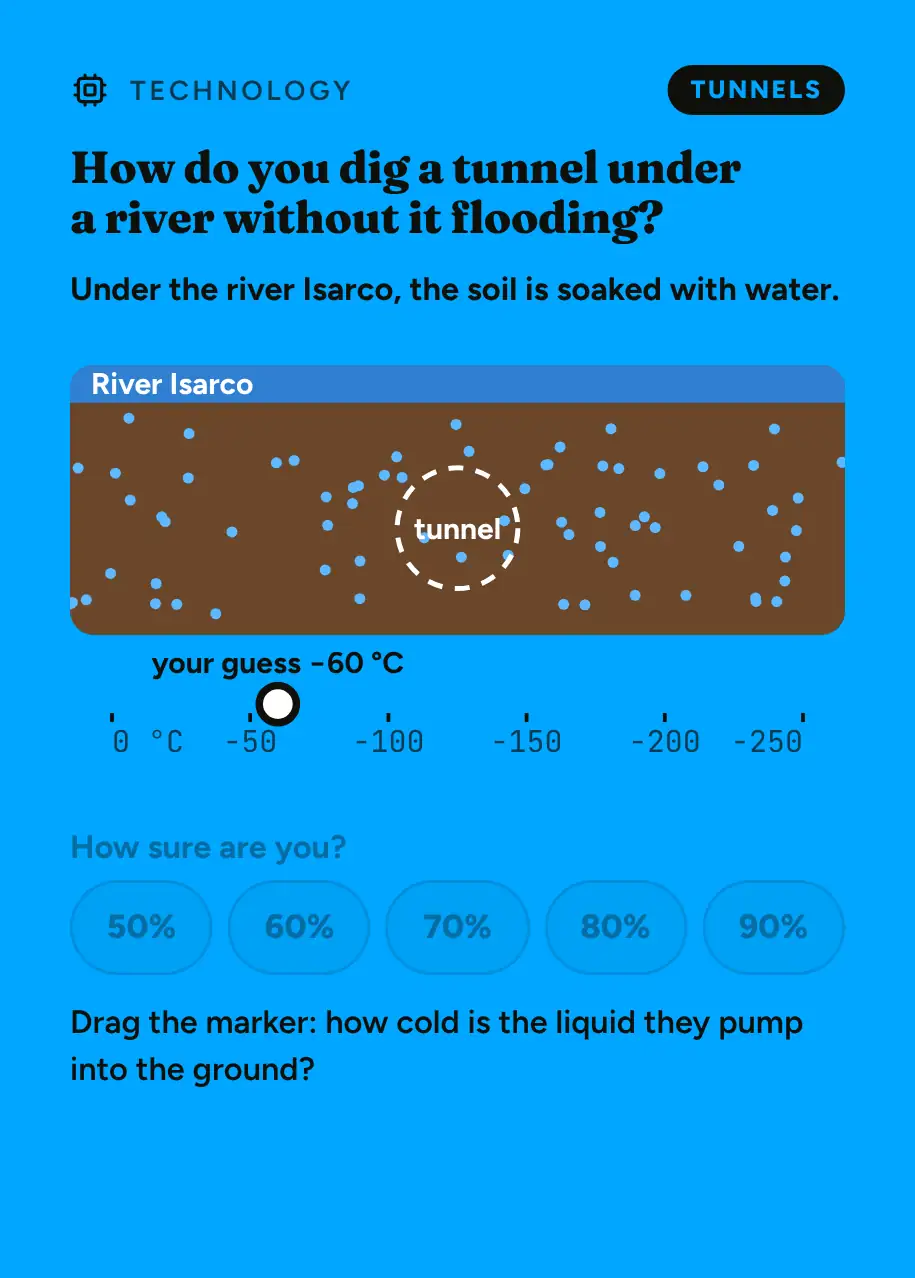 TECHNOLOGY
TUNNELS
How do you dig a tunnel under
a river without it flooding?
Under the river Isarco, the soil is soaked with water.
River Isarco
tunnel
your guess −60 °C
0 °C -50 -100 -150 -200 -250
How sure are you?
50% 60% 70% 80% 90%
Drag the marker: how cold is the liquid they pump
into the ground?